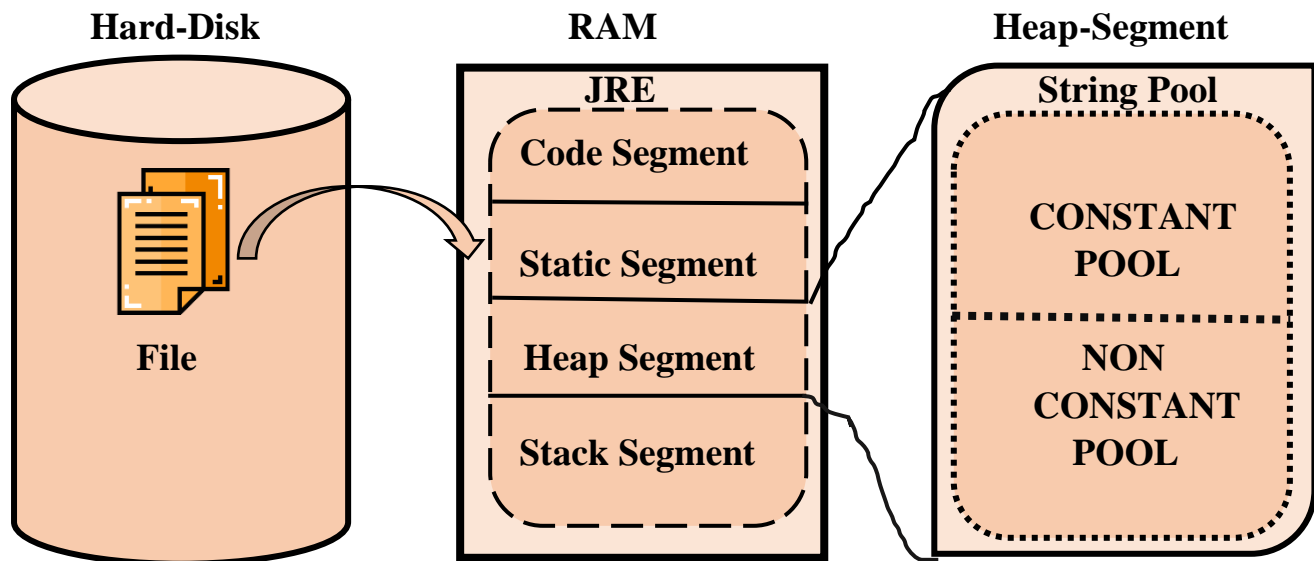 Hard-Disk
RAM
Heap-Segment
File
JRE
Code Segment
Static Segment
Heap Segment
Stack Segment
String Pool
CONSTANT
POOL
NON
CONSTANT
POOL